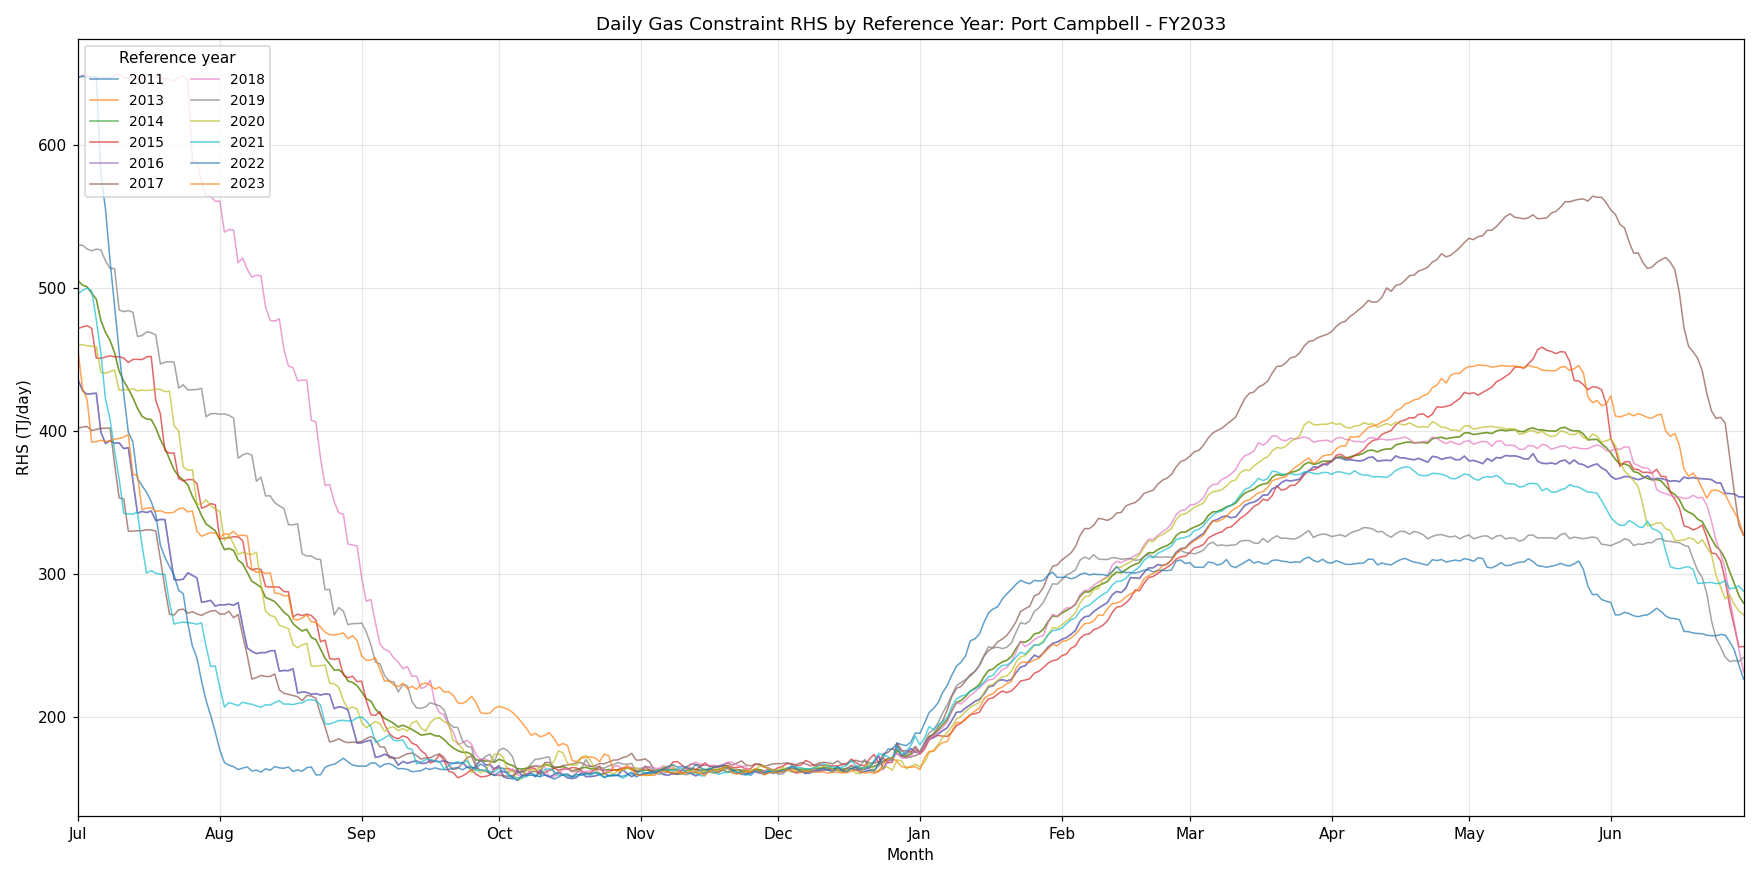 Daily Gas Constraint RHS by Reference Year: Port Campbell - FY2033
Reference year
2011 2018
2013 2019
2014 2020
2015 2021
2016 2022
2017 2023
RHS (TJ/day)
600
500
400
300
200
Jul Aug Sep Oct Nov Dec Jan Feb Mar Apr May Jun
Month